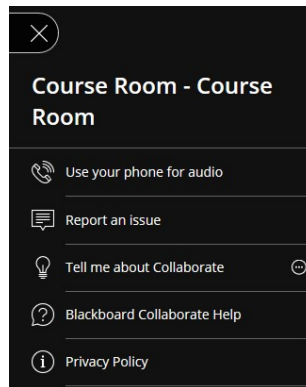 Course Room - Course
Room
Use your phone for audio
Report an issue
Tell me about Collaborate
Blackboard Collaborate Help
Privacy Policy